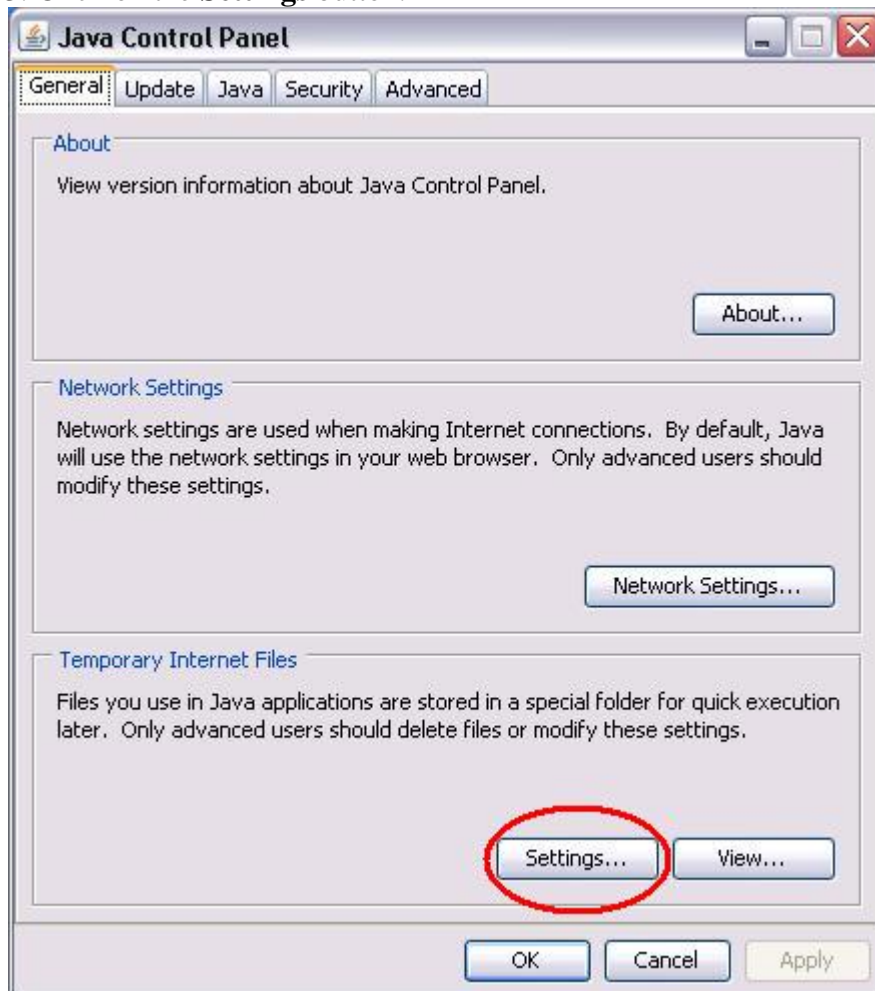 Java Control Panel
General Update Java Security Advanced
About
View version information about Java Control Panel.
About...
Network Settings
Network settings are used when making Internet connections.  By default, Java
will use the network settings in your web browser.  Only advanced users should
modify these settings.
Network Settings...
Temporary Internet Files
Files you use in Java applications are stored in a special folder for quick execution
later.  Only advanced users should delete files or modify these settings.
Settings... View...
OK Cancel Apply